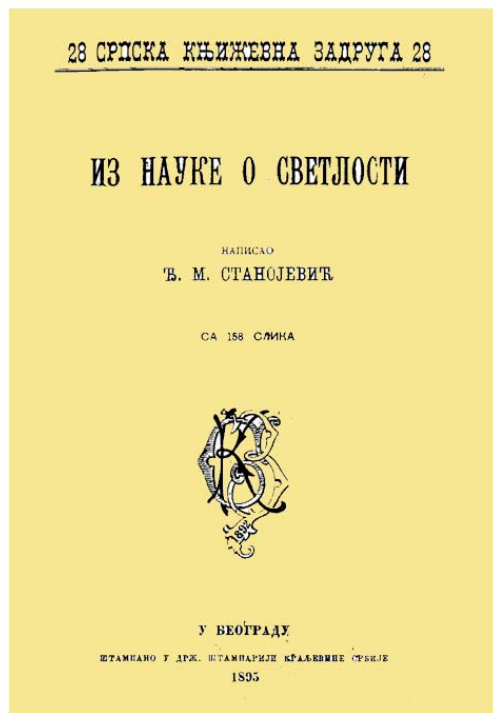 28 СРПСКА КЊИЖЕВНА ЗАДРУГА 28
ИЗ НАУКЕ О СВЕТЛОСТИ
НАПИСАО
Ђ. М. СТАНОЈЕВИЋ
СА 158 СЛИКА
1892
У БЕОГРАДУ
ШТАМПАНО У ДРЖ. ШТАМПАРИЈИ КРАЉЕВИНЕ СРБИЈЕ
1895